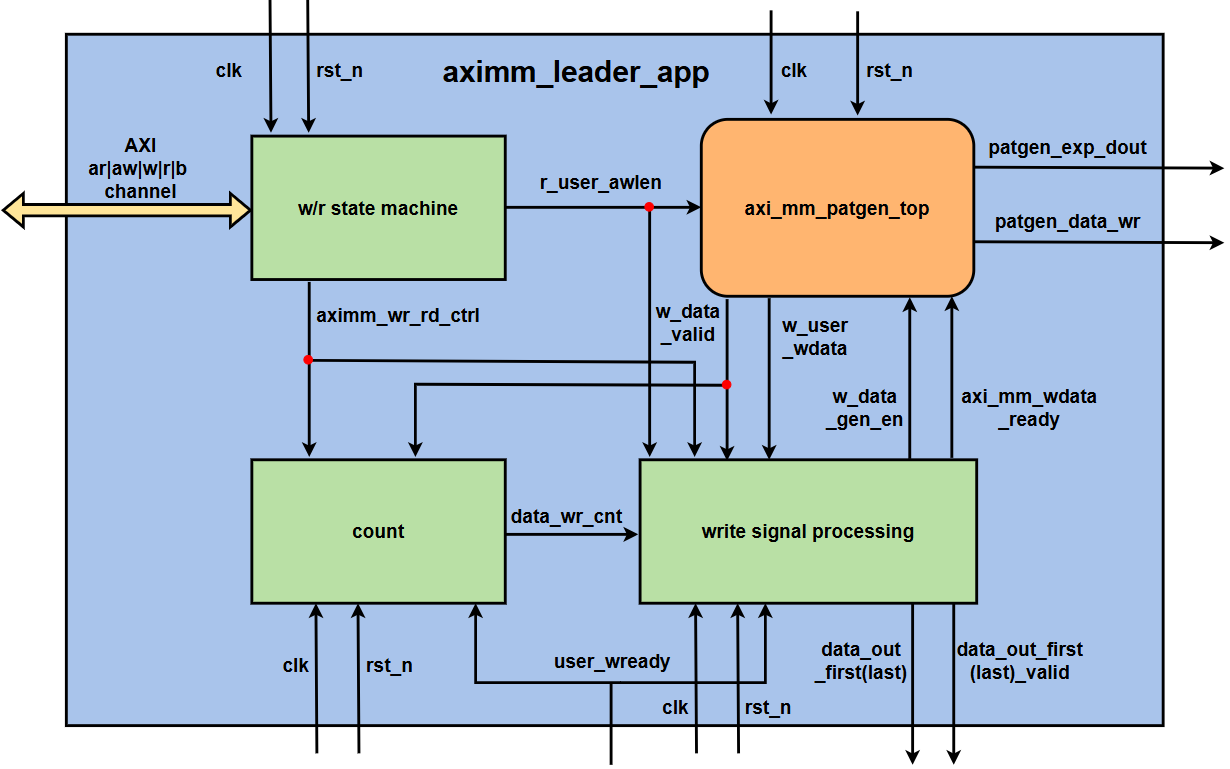 clk
rst_n
aximm_leader_app
clk
rst_n
AXI
ar|aw|w|r|b
channel
w/r state machine
r_user_awlen
axi_mm_patgen_top
patgen_exp_dout
patgen_data_wr
aximm_wr_rd_ctrl
w_data
_valid
w_user
_wdata
w_data
_gen_en
axi_mm_wdata
_ready
count
data_wr_cnt
write signal processing
clk
rst_n
user_wready
clk
rst_n
data_out
_first(last)
data_out_first
(last)_valid